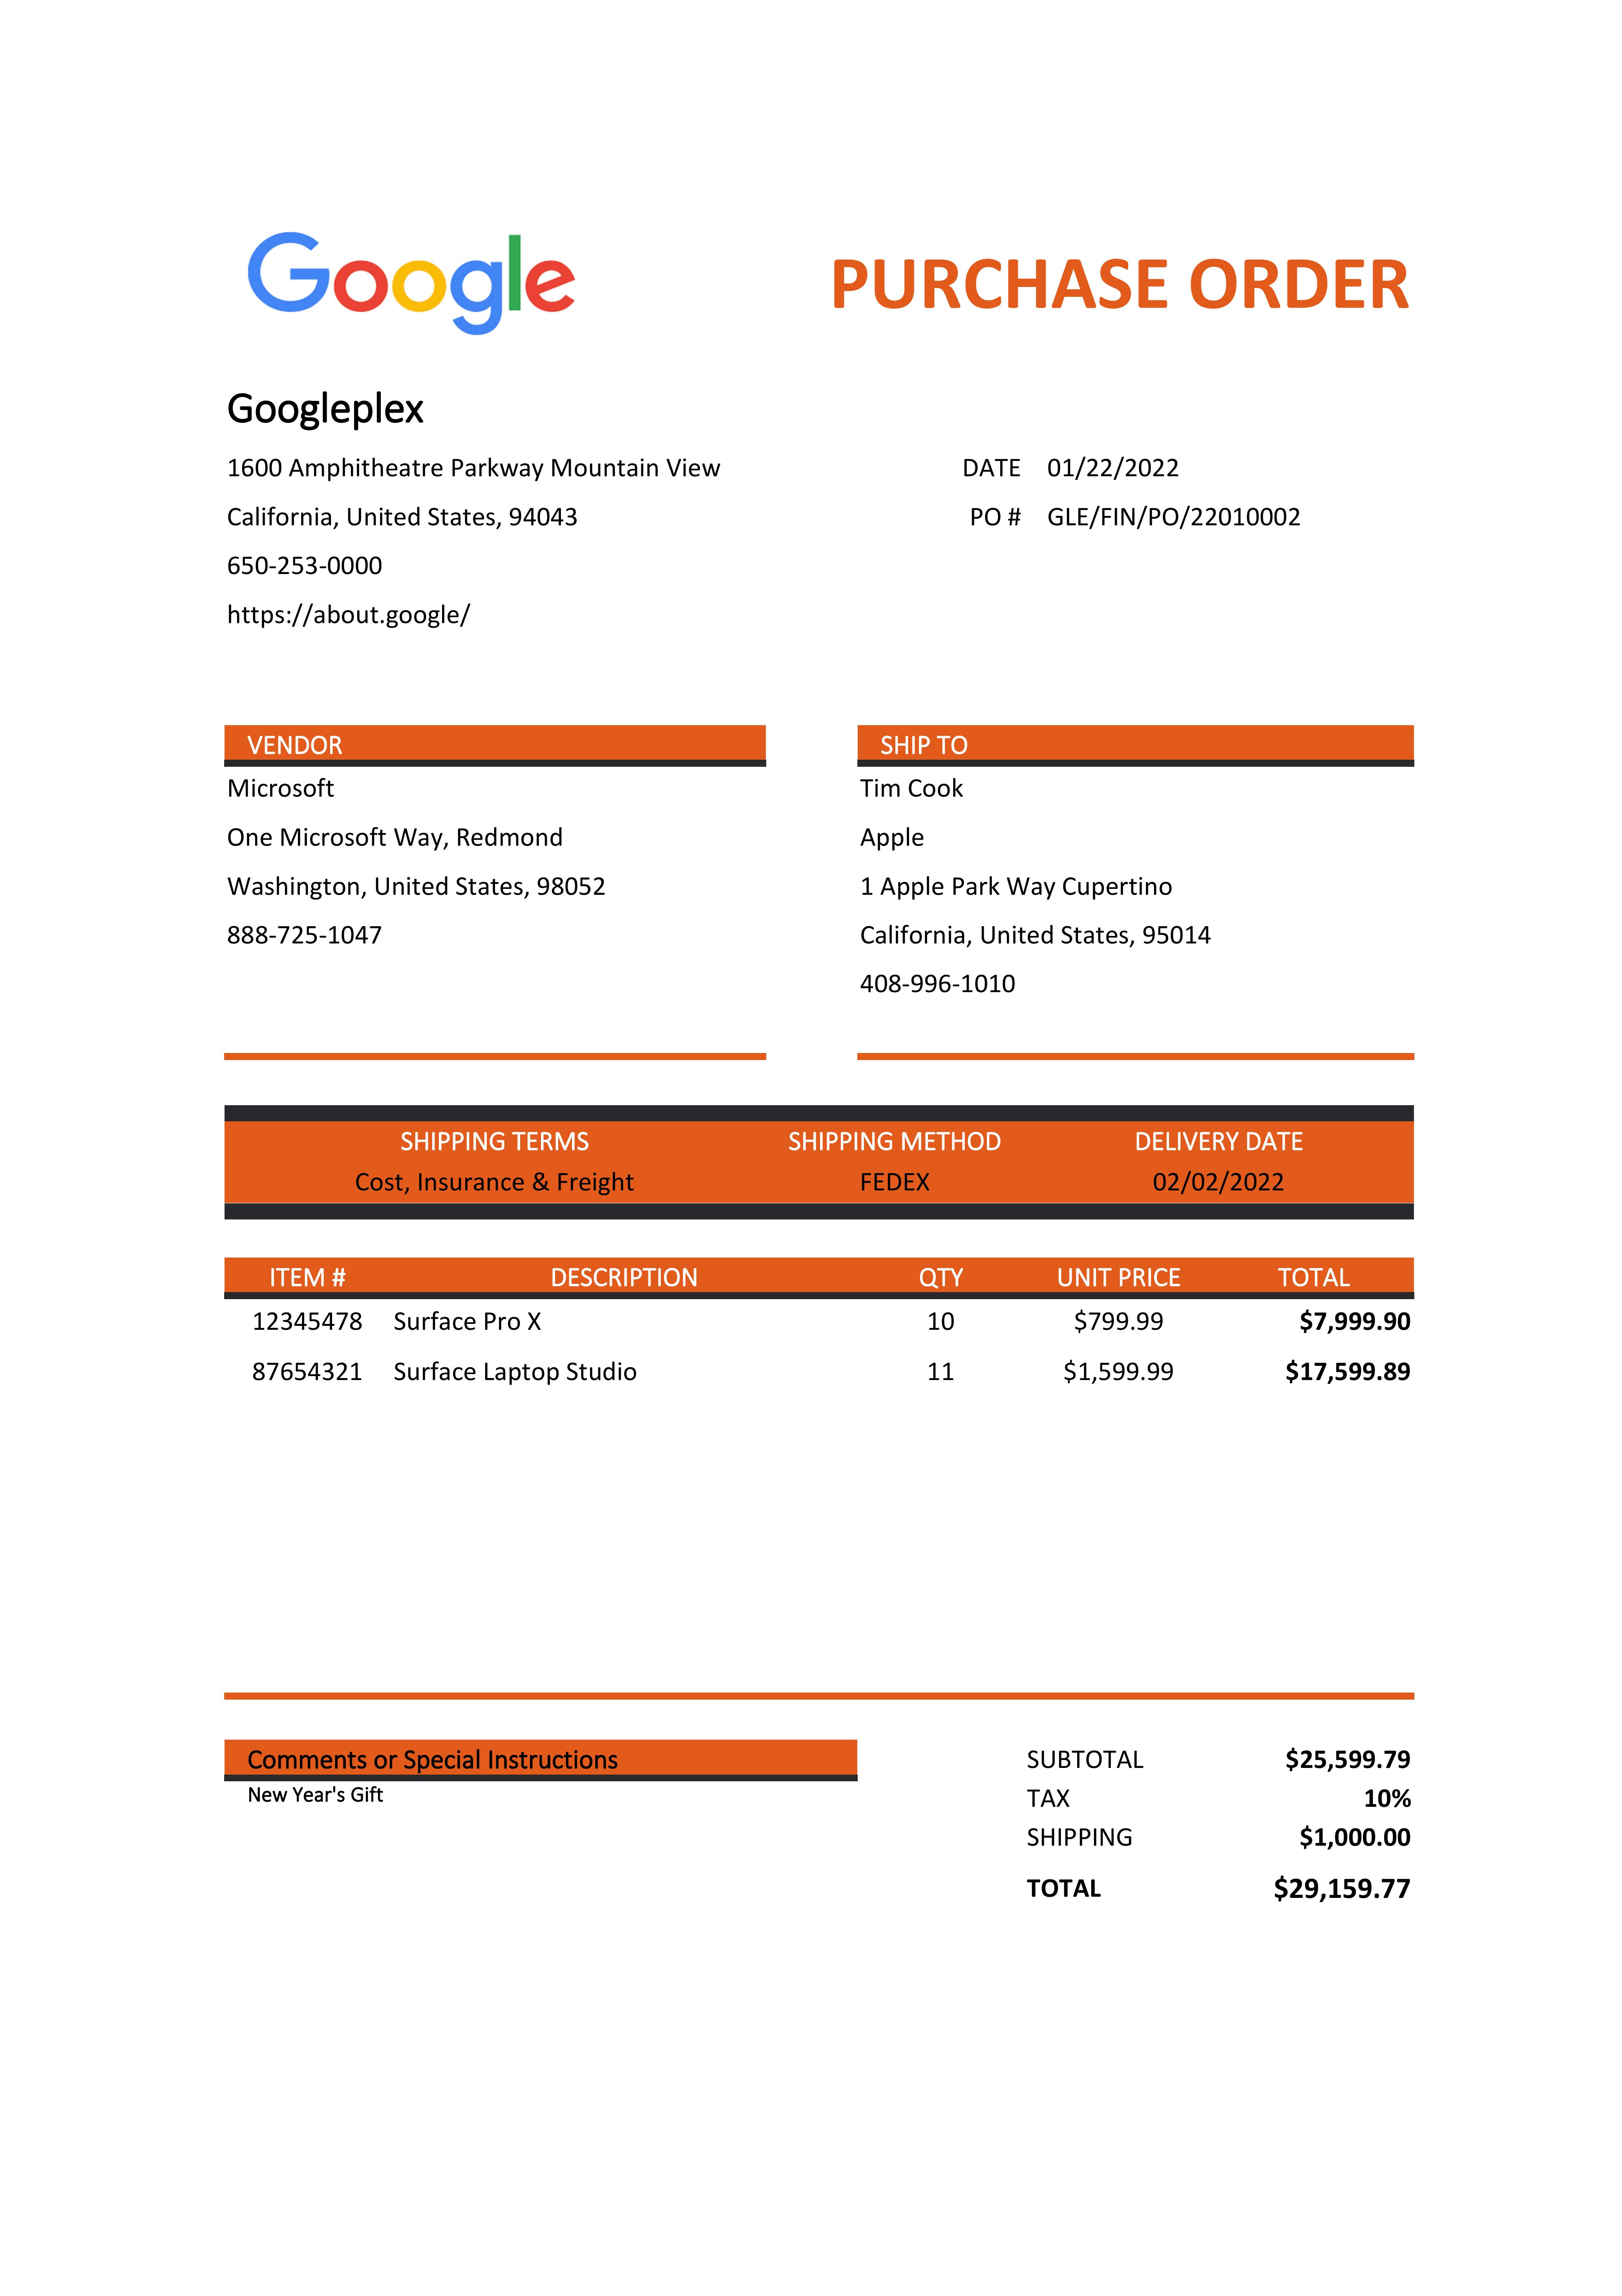 Google
PURCHASE ORDER
Googleplex
1600 Amphitheatre Parkway Mountain View
DATE 01/22/2022
California, United States, 94043
PO # GLE/FIN/PO/22010002
650-253-0000
https://about.google/
VENDOR
Microsoft
One Microsoft Way, Redmond
Washington, United States, 98052
888-725-1047
SHIP TO
Tim Cook
Apple
1 Apple Park Way Cupertino
California, United States, 95014
408-996-1010
SHIPPING TERMS SHIPPING METHOD DELIVERY DATE
Cost, Insurance & Freight FEDEX 02/02/2022
ITEM # DESCRIPTION QTY UNIT PRICE TOTAL
12345478 Surface Pro X 10 $799.99 $7,999.90
87654321 Surface Laptop Studio 11 $1,599.99 $17,599.89
Comments or Special Instructions
New Year's Gift
SUBTOTAL $25,599.79
TAX 10%
SHIPPING $1,000.00
TOTAL $29,159.77